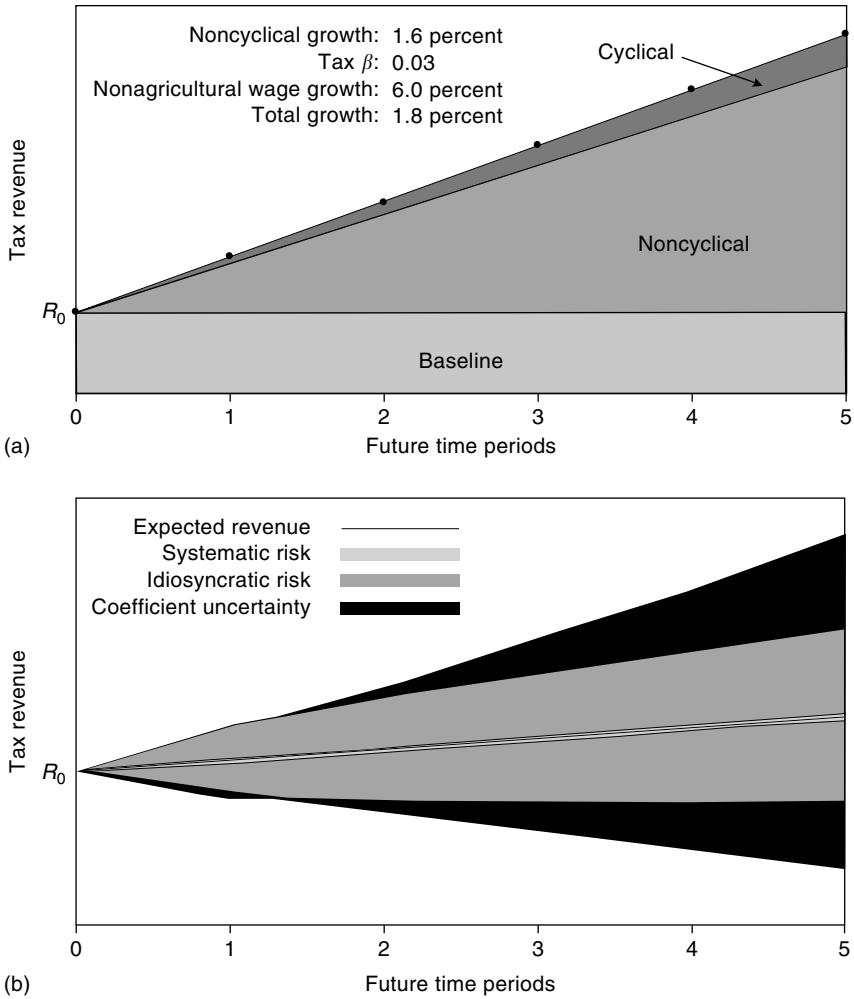 Noncyclical growth: 1.6 percent
Tax β: 0.03
Nonagricultural wage growth: 6.0 percent
Total growth: 1.8 percent
Cyclical
Tax revenue
Noncyclical
R0
Baseline
0 1 2 3 4 5
(a)
Future time periods
Expected revenue
Systematic risk
Idiosyncratic risk
Coefficient uncertainty
Tax revenue
R0
0 1 2 3 4 5
(b)
Future time periods